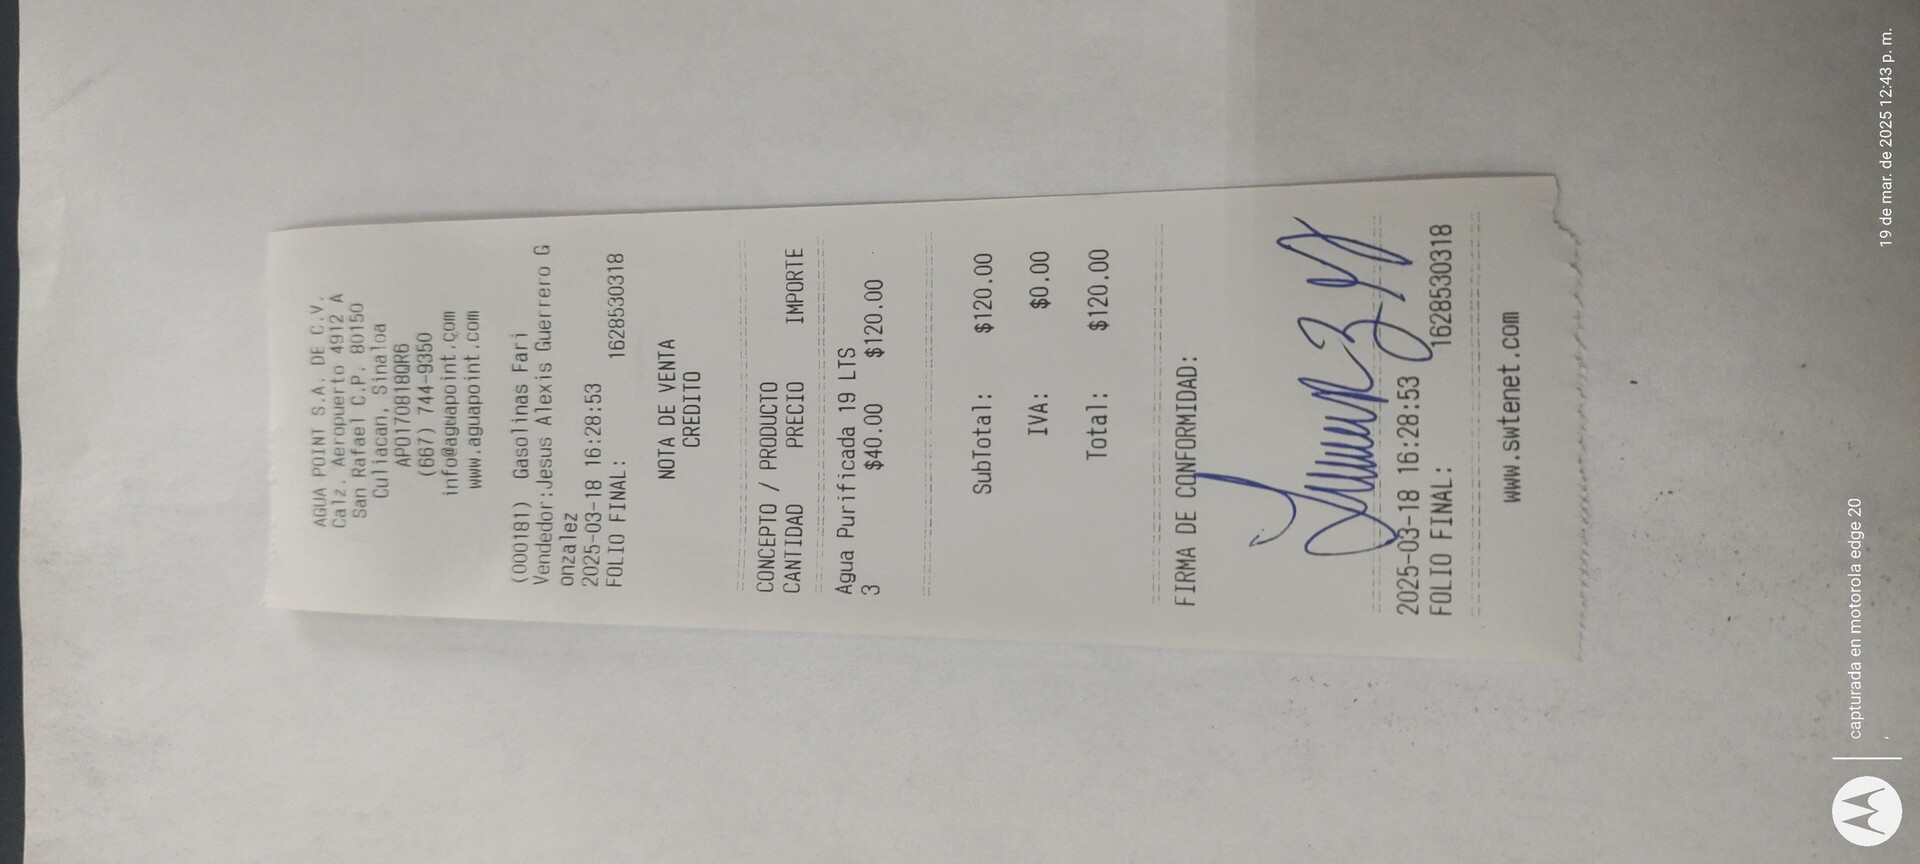 AGUA POINT S.A. DE C.V.
Calz. Aeropuerto 4912 A
San Rafael C.P. 80150
Culiacan, Sinaloa
APO170818QR6
(667) 744-9350
info@aguapoint.com
www.aguapoint.com
(000181) Gasolinas Fari
Vendedor:Jesus Alexis Guerrero G
onzalez
2025-03-18 16:28:53
FOLIO FINAL: 1628530318
NOTA DE VENTA
CREDITO
CONCEPTO / PRODUCTO
CANTIDAD PRECIO IMPORTE
Agua Purificada 19 LTS
3 $40.00 $120.00
SubTotal: $120.00
IVA: $0.00
Total: $120.00
FIRMA DE CONFORMIDAD:
2025-03-18 16:28:53
FOLIO FINAL: 1628530318
www.swtenet.com
capturada en motorola edge 20
19 de mar. de 2025 12:43 p. m.